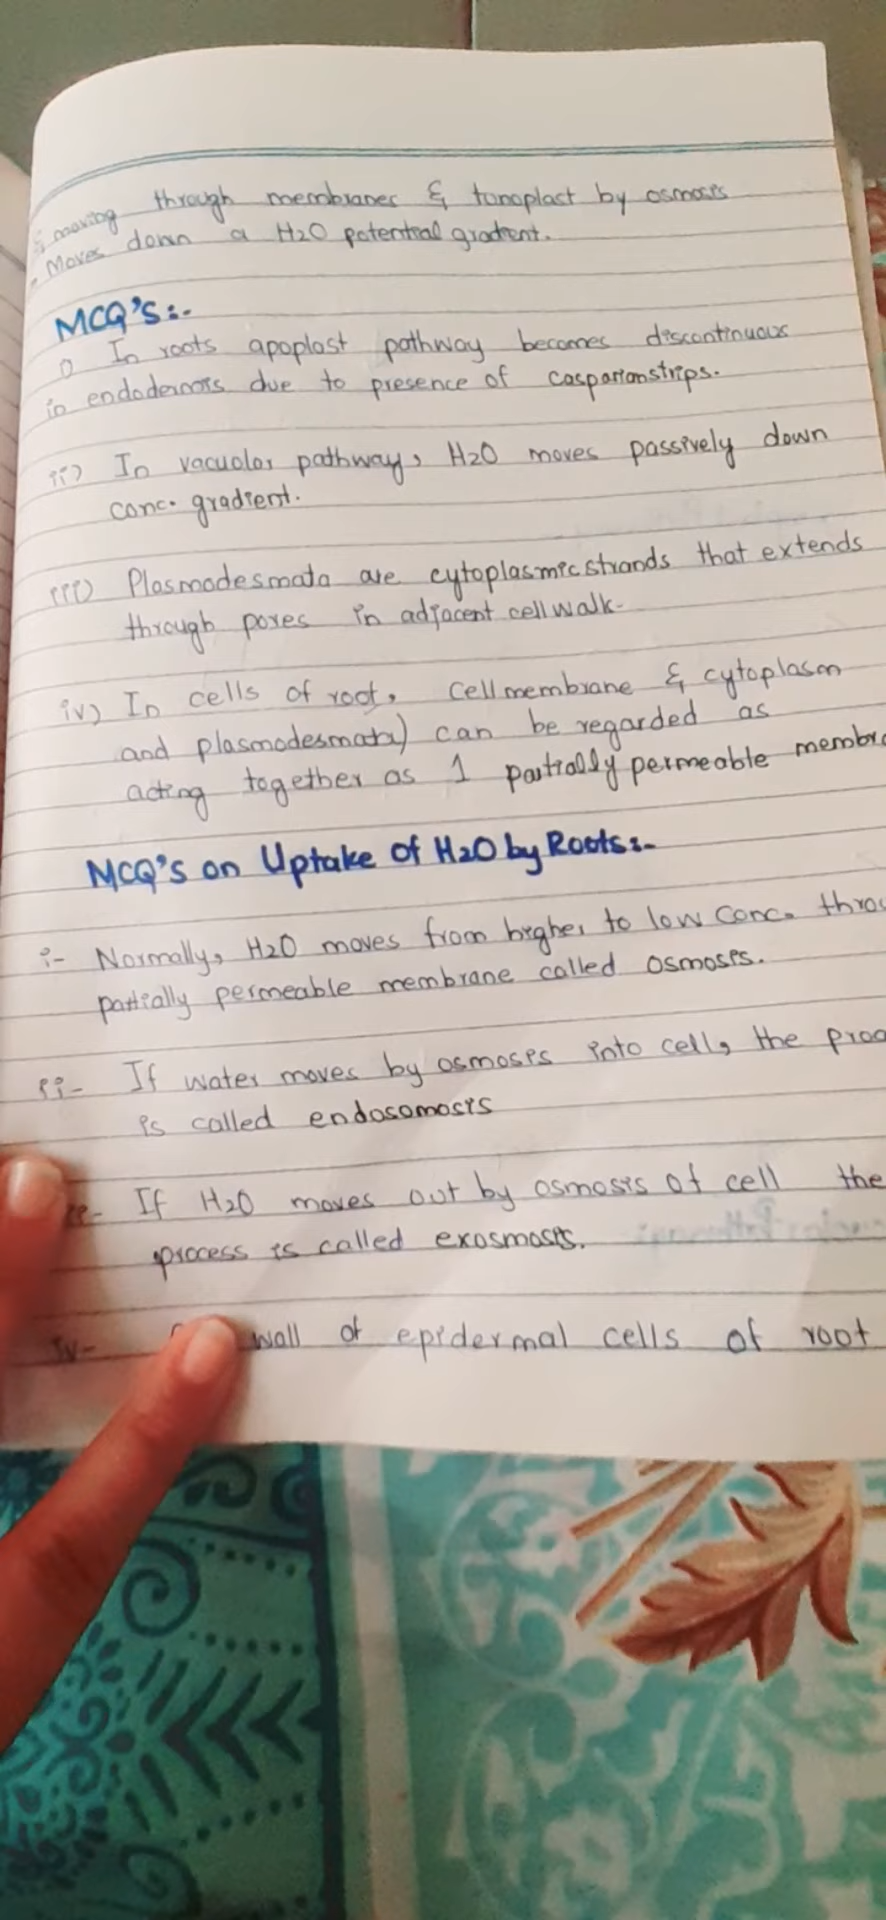 & moving through membranes & tonoplast by osmosis
. Moves down a H2O potential gradient.
MCQ's:-
i) In roots apoplast pathway becomes discontinuous
in endodermis due to presence of casparianstrips.
ii) In vacuolar pathway, H2O moves passively down
conc. gradient.
iii) Plasmodesmata are cytoplasmic strands that extends
through pores in adjacent cell walls.
iv) In cells of root, Cell membrane & cytoplasm
and plasmodesmata) can be regarded as
acting together as 1 partially permeable membra
MCQ's on Uptake of H2O by Roots:-
i- Normally, H2O moves from higher to low conc. throu
partially permeable membrane called osmosis.
ii- If water moves by osmosis into cell, the proc
is called endosomosis
If H2O moves out by osmosis of cell the
process is called exosmosis.
iv- wall of epidermal cells of root